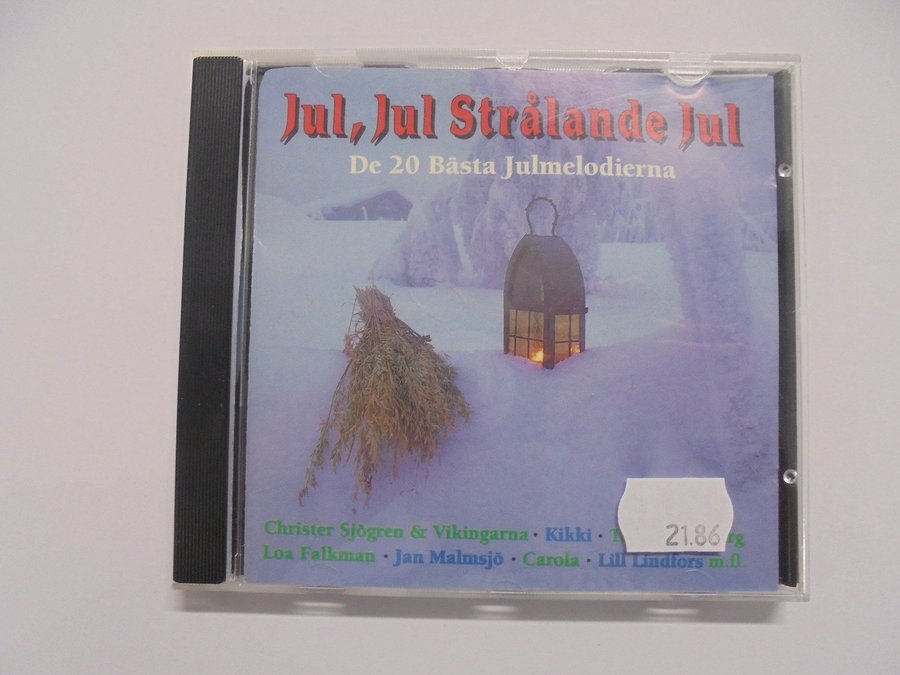 Jul, Jul Strålande Jul
De 20 Bästa Julmelodierna
Christer Sjögren & Vikingarna · Kikki ·
Loa Falkman · Jan Malmsjö · Carola · Lill Lindfors m.fl.
21.86